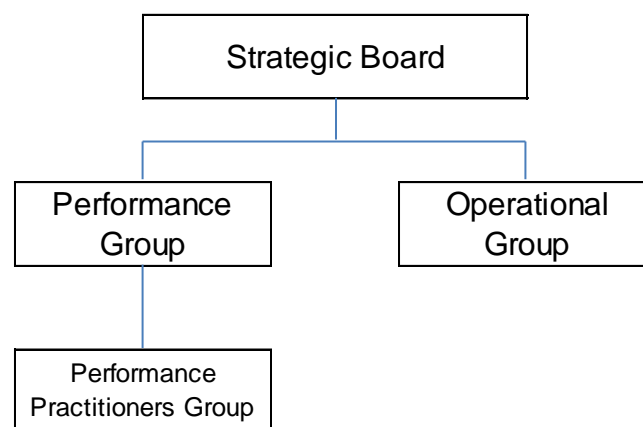 Strategic Board
Performance
Group
Operational
Group
Performance
Practitioners Group